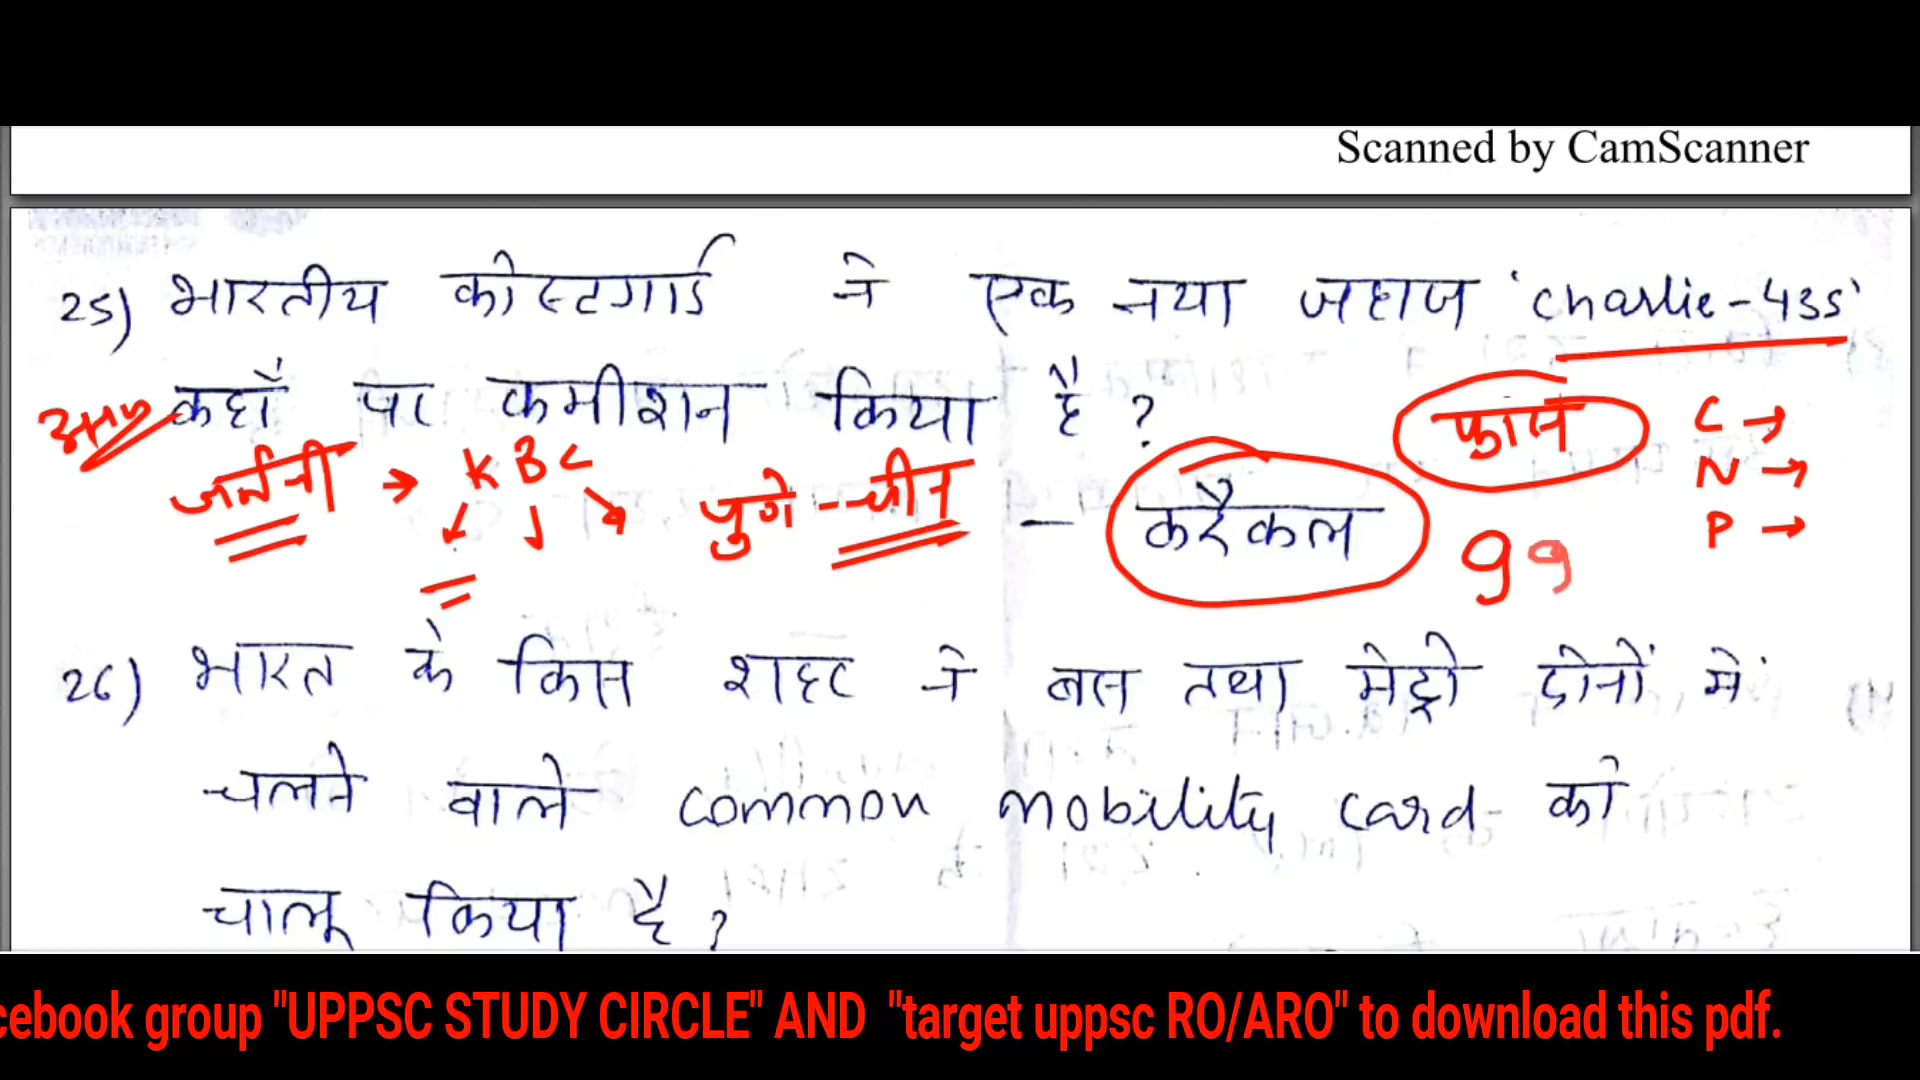 Scanned by CamScanner
25) भारतीय कोस्टगार्ड ने एक नया जहाज 'Charlie-435'
कहाँ पर कमीशन किया है ?
फ्रांस C →
जर्मनी → K B C पुणे -- चीन – करैकल N →
P →
99
26) भारत के किस शहर ने बस तथा मेट्रो दोनों में
चलने वाले common mobility card को
चालू किया है ?
cebook group "UPPSC STUDY CIRCLE" AND "target uppsc RO/ARO" to download this pdf.